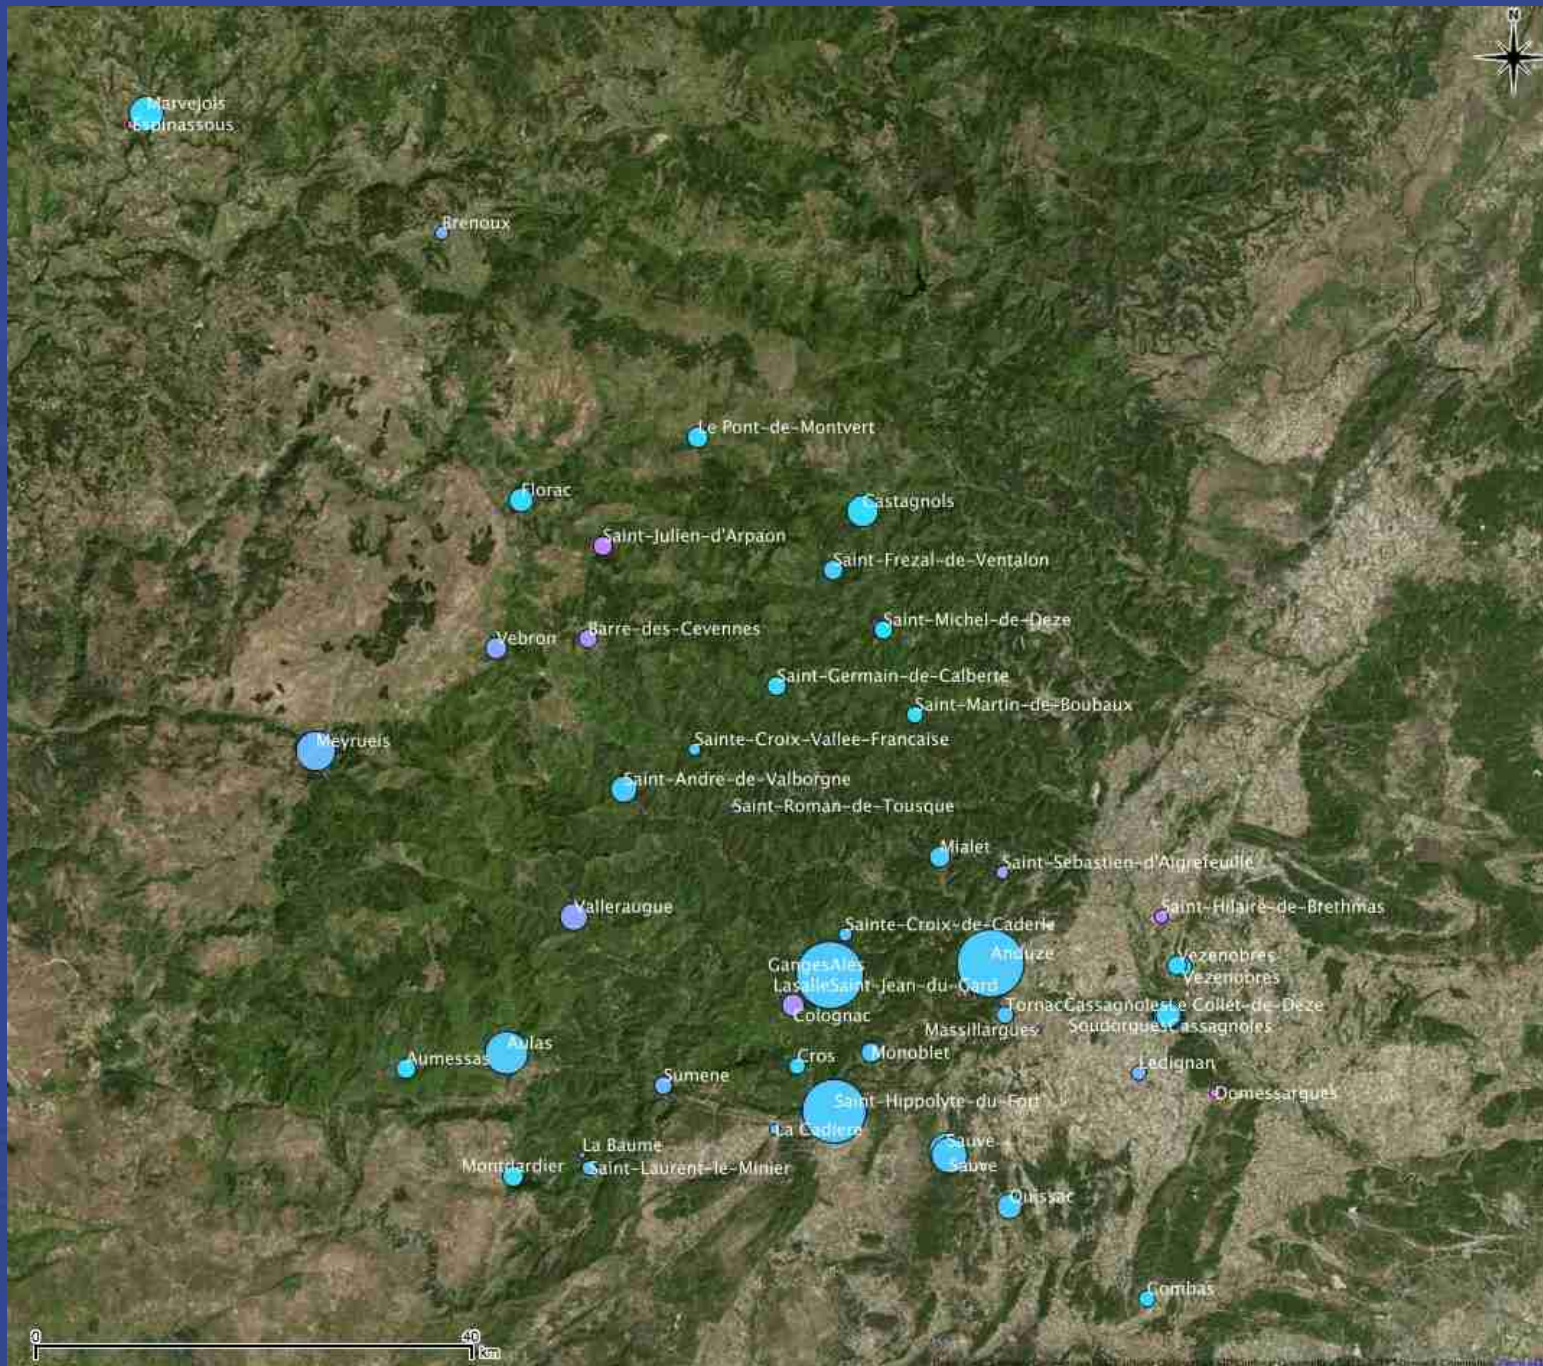 N
Marvejois
Espinassous
Brenoux
Le Pont-de-Montvert
Florac
Castagnols
Saint-Julien-d'Arpaon
Saint-Frezal-de-Ventalon
Saint-Michel-de-Deze
Barre-des-Cevennes
Vebron
Saint-Germain-de-Calberte
Saint-Martin-de-Boubaux
Meyrueis
Sainte-Croix-Vallee-Francaise
Saint-Andre-de-Valborgne
Saint-Roman-de-Tousque
Mialet
Saint-Sebastien-d'Aigrefeuille
Valleraugue
Saint-Hilaire-de-Brethmas
Sainte-Croix-de-Caderle
Anduze
Vezenobres
GangesAles
Vezenobres
LasalleSaint-Jean-du-Gard
TornacCassagnolesLe Collet-de-Deze
Colognac
Massillargues
SoudorguesCassagnoles
Aulas
Monoblet
Aumessas
Cros
Ledignan
Sumene
Domessargues
Saint-Hippolyte-du-Fort
La Cadiere
Sauve
La Baume
Montdardier
Saint-Laurent-le-Minier
Sauve
Quissac
Combas
0
40
Km